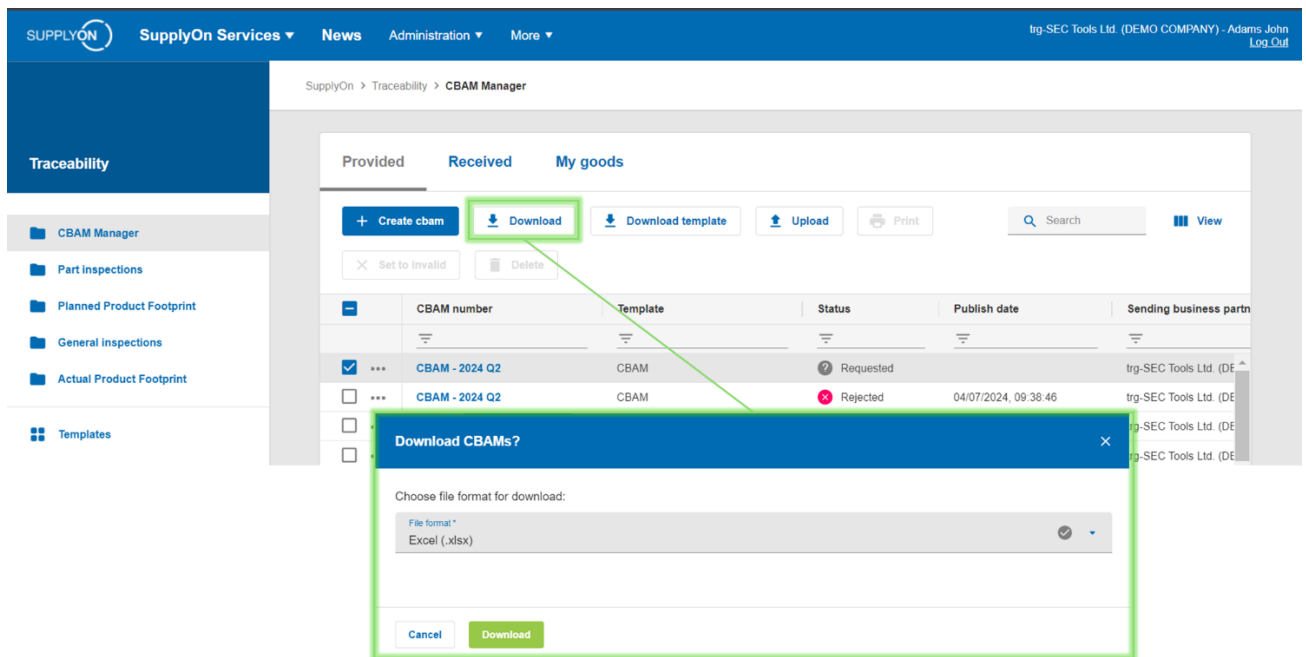 SUPPLYON SupplyOn Services News Administration More trg-SEC Tools Ltd. (DEMO COMPANY) - Adams John
Log Out
SupplyOn > Traceability > CBAM Manager
Traceability
CBAM Manager
Part inspections
Planned Product Footprint
General inspections
Actual Product Footprint
Templates
Provided Received My goods
+ Create cbam Download Download template Upload Print Search View
Set to invalid Delete
CBAM number Template Status Publish date Sending business partn
CBAM - 2024 Q2 CBAM Requested trg-SEC Tools Ltd. (DE
CBAM - 2024 Q2 CBAM Rejected 04/07/2024, 09:38:46 trg-SEC Tools Ltd. (DE
rg-SEC Tools Ltd. (DE
rg-SEC Tools Ltd. (DE
Download CBAMs?
Choose file format for download:
File format *
Excel (.xlsx)
Cancel Download